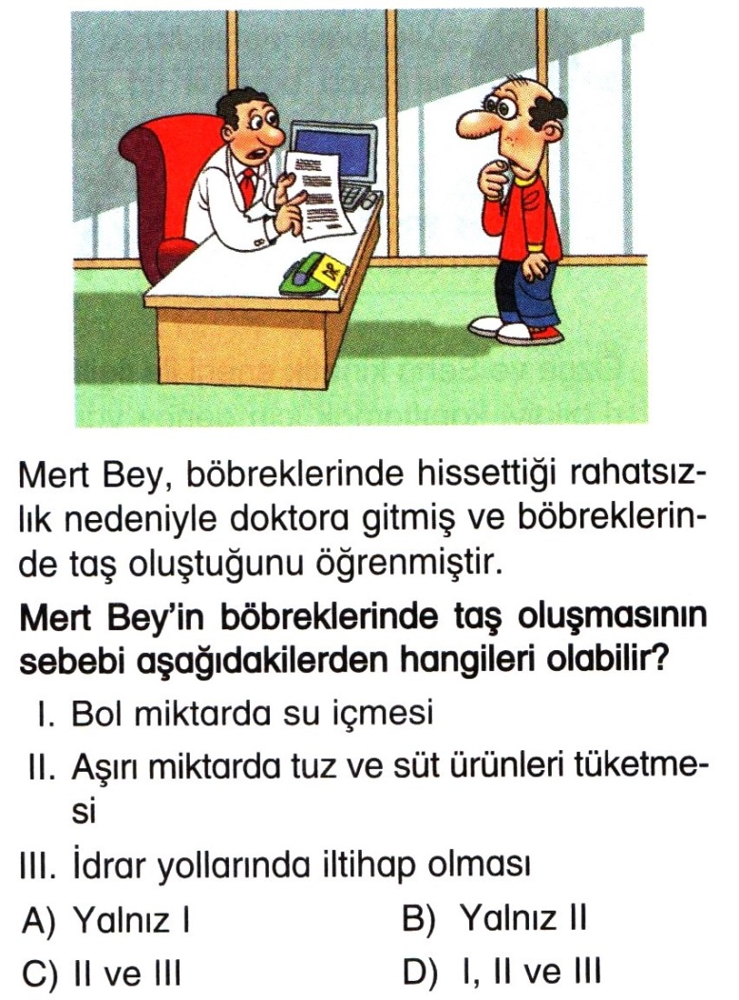 DR
Mert Bey, böbreklerinde hissettiği rahatsız-
lık nedeniyle doktora gitmiş ve böbreklerin-
de taş oluştuğunu öğrenmiştir.
Mert Bey'in böbreklerinde taş oluşmasının
sebebi aşağıdakilerden hangileri olabilir?
I. Bol miktarda su içmesi
II. Aşırı miktarda tuz ve süt ürünleri tüketme-
si
III. İdrar yollarında iltihap olması
A) Yalnız I B) Yalnız II
C) II ve III D) I, II ve III